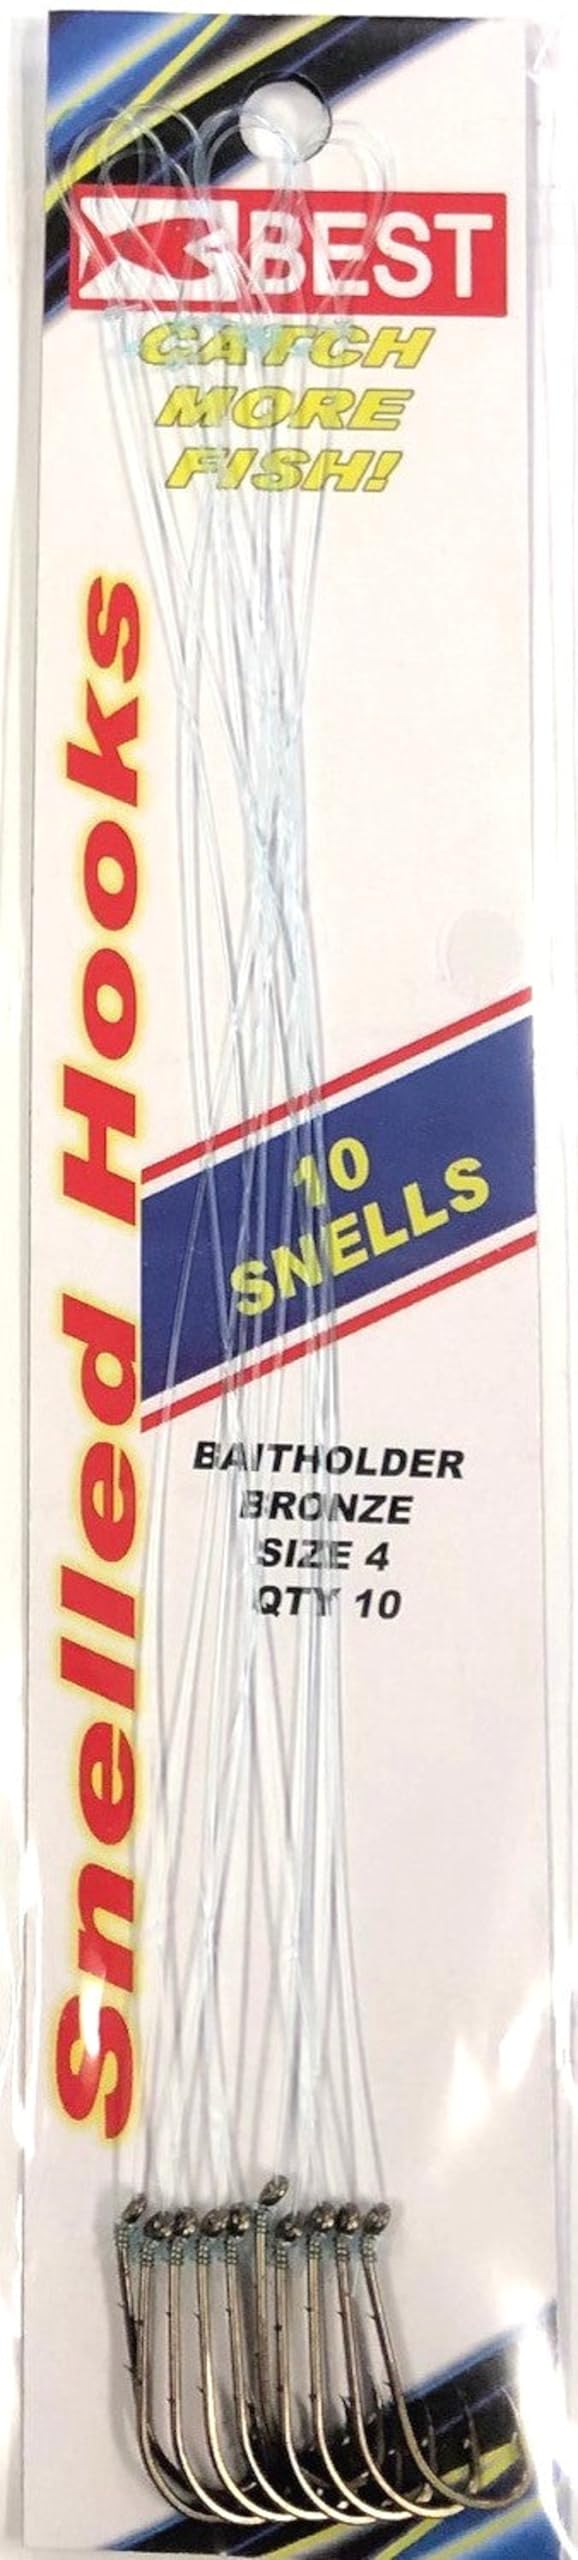 BEST
CATCH
MORE
FISH!
Snelled Hooks
10
SNELLS
BAITHOLDER
BRONZE
SIZE 4
QTY 10